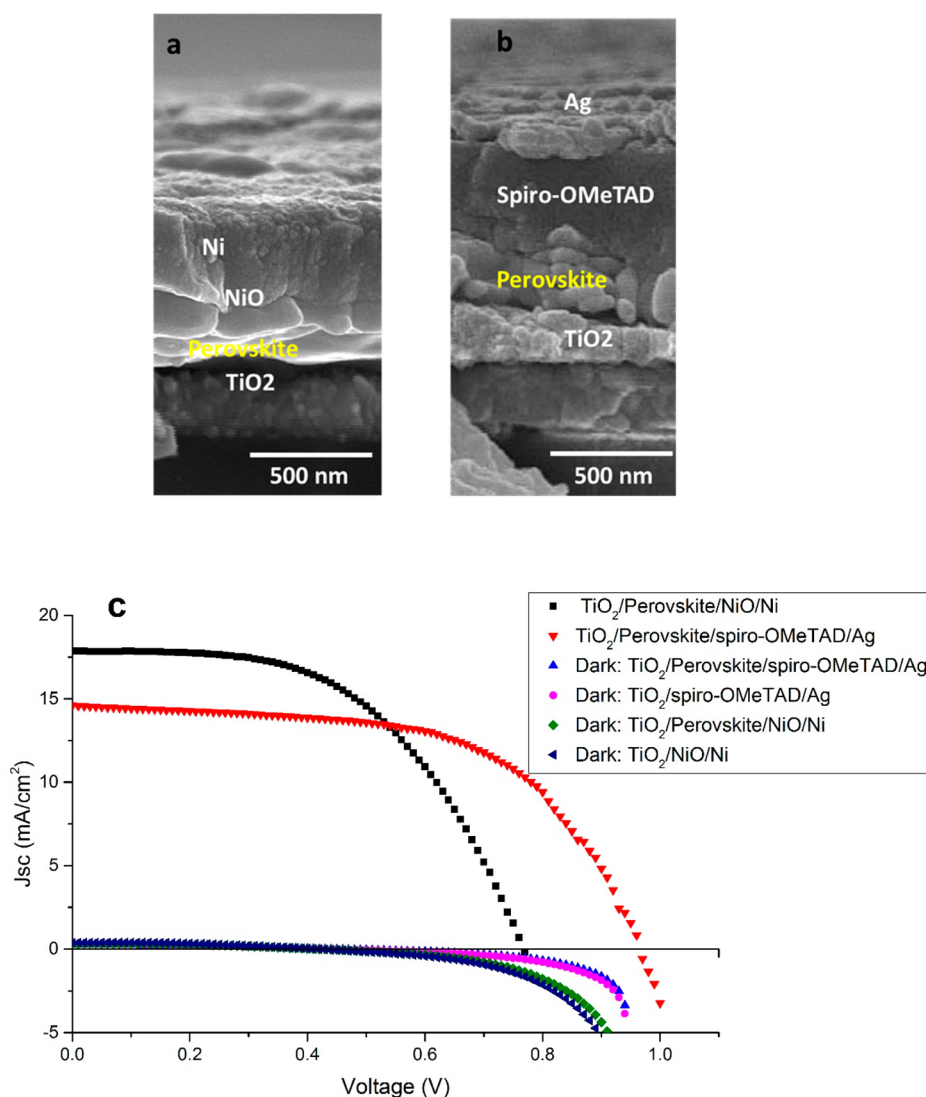 a
Ni
NiO
Perovskite
TiO2
500 nm
b
Ag
Spiro-OMeTAD
Perovskite
TiO2
500 nm
c
TiO₂/Perovskite/NiO/Ni
TiO₂/Perovskite/spiro-OMeTAD/Ag
Dark: TiO₂/Perovskite/spiro-OMeTAD/Ag
Dark: TiO₂/spiro-OMeTAD/Ag
Dark: TiO₂/Perovskite/NiO/Ni
Dark: TiO₂/NiO/Ni
Jsc (mA/cm²)
20
15
10
5
0
-5
0.0 0.2 0.4 0.6 0.8 1.0
Voltage (V)